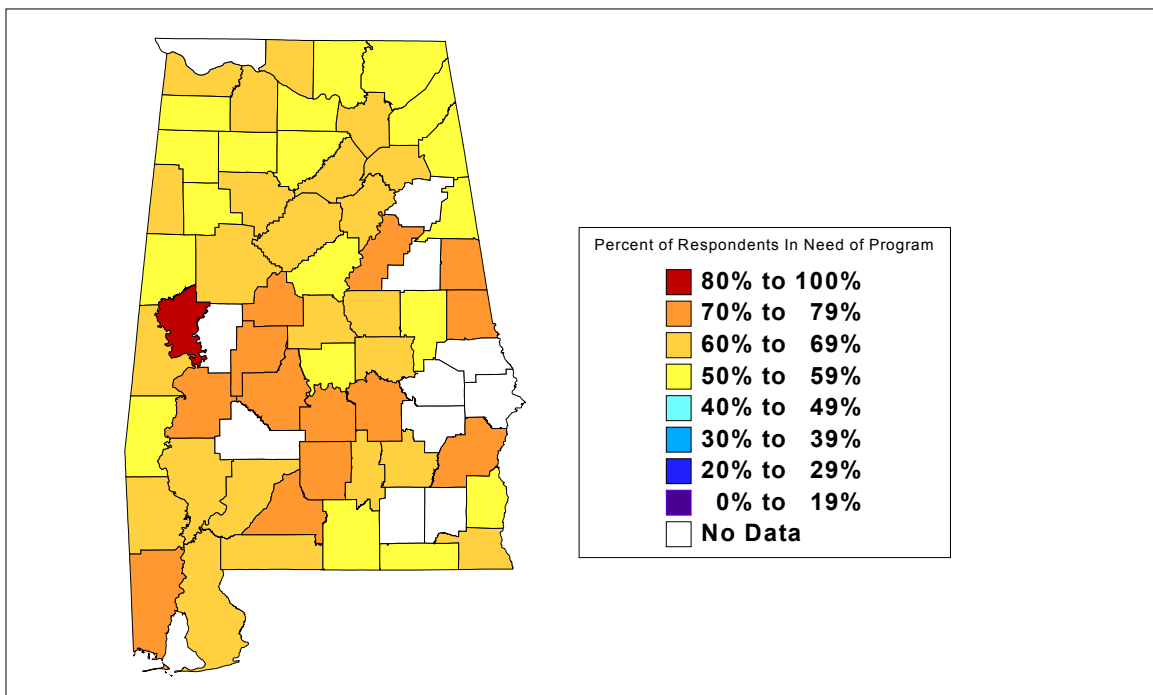 Percent of Respondents In Need of Program
80% to 100%
70% to 79%
60% to 69%
50% to 59%
40% to 49%
30% to 39%
20% to 29%
0% to 19%
No Data